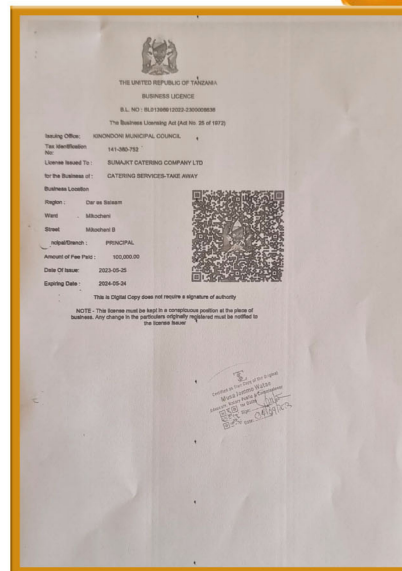 THE UNITED REPUBLIC OF TANZANIA
BUSINESS LICENCE
The Business Licensing Act (Act No. 25 of 1972)
Issuing Office: KINONDONI MUNICIPAL COUNCIL
Tax Identification No: 141-380-752
License Issued To : SUMAJKT CATERING COMPANY LTD
for the Business of : CATERING SERVICES-TAKE AWAY
Business Location
Region : Dar es Salaam
Ward : Mikocheni
Street Mikocheni B
ncipal/Branch : PRINCIPAL
Amount of Fee Paid : 100,000.00
Date Of Issue: 2023-05-25
Expiring Date : 2024-05-24
This is Digital Copy does not require a signature of authority
NOTE - This license must be kept in a conspicuous position at the place of
business. Any change in the particulars originally registered must be notified to
the license issuer